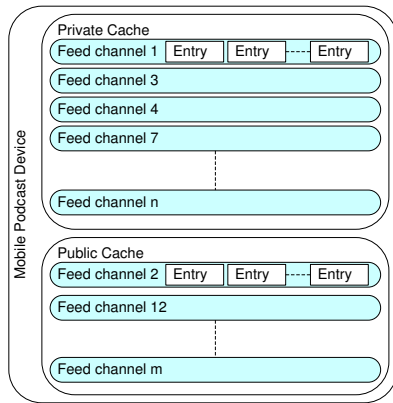 Mobile Podcast Device
Private Cache
Feed channel 1 Entry Entry Entry
Feed channel 3
Feed channel 4
Feed channel 7
Feed channel n
Public Cache
Feed channel 2 Entry Entry Entry
Feed channel 12
Feed channel m